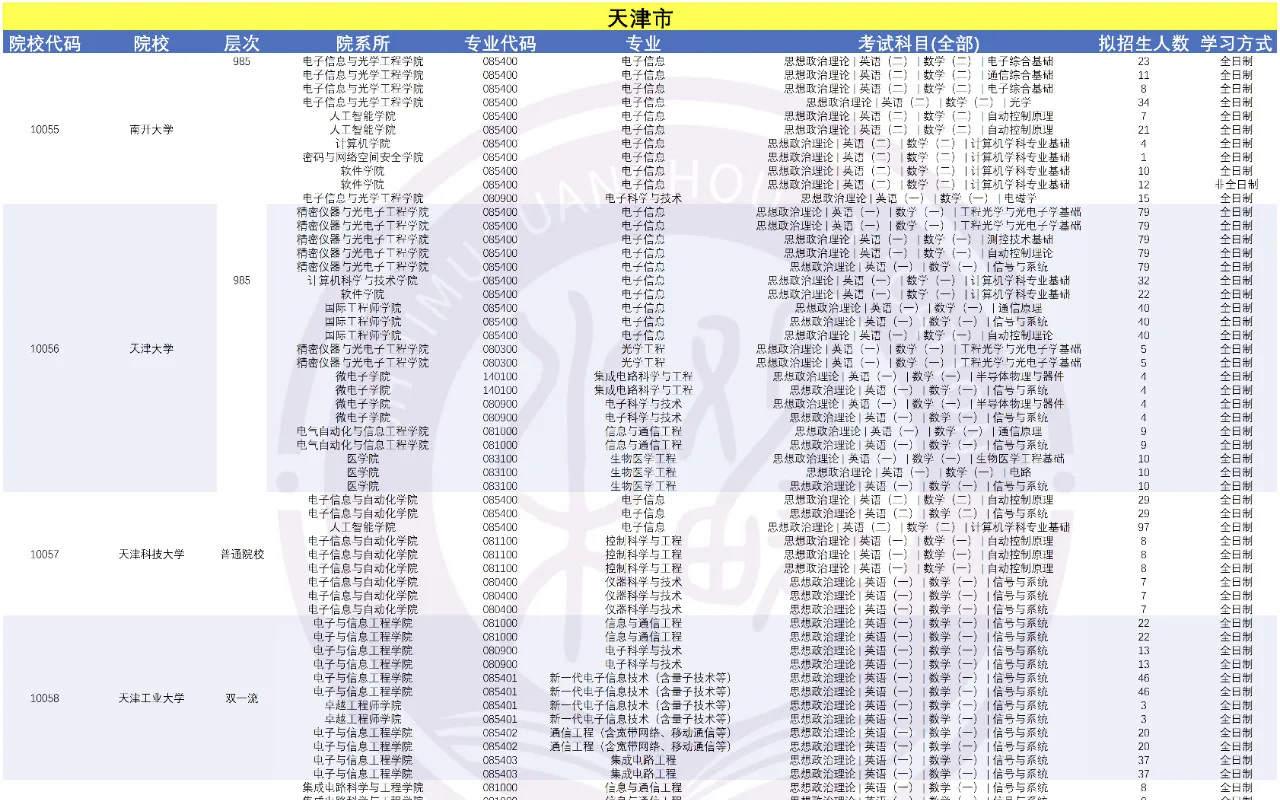 天津市
院校代码 院校 层次 院系所 专业代码 专业 考试科目(全部) 拟招生人数 学习方式
985 电子信息与光学工程学院 085400 电子信息 思想政治理论 | 英语（二） | 数学（二） | 电子综合基础 23 全日制
电子信息与光学工程学院 085400 电子信息 思想政治理论 | 英语（二） | 数学（二） | 通信综合基础 11 全日制
电子信息与光学工程学院 085400 电子信息 思想政治理论 | 英语（二） | 数学（二） | 电子综合基础 8 全日制
电子信息与光学工程学院 085400 电子信息 思想政治理论 | 英语（二） | 数学（二） | 光学 34 全日制
人工智能学院 085400 电子信息 思想政治理论 | 英语（二） | 数学（二） | 自动控制原理 7 全日制
10055 南开大学 人工智能学院 085400 电子信息 思想政治理论 | 英语（二） | 数学（二） | 自动控制原理 21 全日制
计算机学院 085400 电子信息 思想政治理论 | 英语（二） | 数学（二） | 计算机学科专业基础 4 全日制
密码与网络空间安全学院 085400 电子信息 思想政治理论 | 英语（二） | 数学（二） | 计算机学科专业基础 1 全日制
软件学院 085400 电子信息 思想政治理论 | 英语（二） | 数学（二） | 计算机学科专业基础 10 全日制
软件学院 085400 电子信息 思想政治理论 | 英语（二） | 数学（二） | 计算机学科专业基础 12 非全日制
电子信息与光学工程学院 080900 电子科学与技术 思想政治理论 | 英语（一） | 数学（一） | 电磁学 15 全日制
精密仪器与光电子工程学院 085400 电子信息 思想政治理论 | 英语（一） | 数学（一） | 工程光学与光电子学基础 79 全日制
精密仪器与光电子工程学院 085400 电子信息 思想政治理论 | 英语（一） | 数学（一） | 工程光学与光电子学基础 79 全日制
精密仪器与光电子工程学院 085400 电子信息 思想政治理论 | 英语（一） | 数学（一） | 测控技术基础 79 全日制
精密仪器与光电子工程学院 085400 电子信息 思想政治理论 | 英语（一） | 数学（一） | 自动控制理论 79 全日制
精密仪器与光电子工程学院 085400 电子信息 思想政治理论 | 英语（一） | 数学（一） | 信号与系统 79 全日制
985 计算机科学与技术学院 085400 电子信息 思想政治理论 | 英语（一） | 数学（一） | 计算机学科专业基础 32 全日制
软件学院 085400 电子信息 思想政治理论 | 英语（一） | 数学（一） | 计算机学科专业基础 22 全日制
国际工程师学院 085400 电子信息 思想政治理论 | 英语（一） | 数学（一） | 通信原理 40 全日制
国际工程师学院 085400 电子信息 思想政治理论 | 英语（一） | 数学（一） | 信号与系统 40 全日制
国际工程师学院 085400 电子信息 思想政治理论 | 英语（一） | 数学（一） | 自动控制理论 40 全日制
10056 天津大学 精密仪器与光电子工程学院 080300 光学工程 思想政治理论 | 英语（一） | 数学（一） | 工程光学与光电子学基础 5 全日制
精密仪器与光电子工程学院 080300 光学工程 思想政治理论 | 英语（一） | 数学（一） | 工程光学与光电子学基础 5 全日制
微电子学院 140100 集成电路科学与工程 思想政治理论 | 英语（一） | 数学（一） | 半导体物理与器件 4 全日制
微电子学院 140100 集成电路科学与工程 思想政治理论 | 英语（一） | 数学（一） | 信号与系统 4 全日制
微电子学院 080900 电子科学与技术 思想政治理论 | 英语（一） | 数学（一） | 半导体物理与器件 4 全日制
微电子学院 080900 电子科学与技术 思想政治理论 | 英语（一） | 数学（一） | 信号与系统 4 全日制
电气自动化与信息工程学院 081000 信息与通信工程 思想政治理论 | 英语（一） | 数学（一） | 通信原理 9 全日制
电气自动化与信息工程学院 081000 信息与通信工程 思想政治理论 | 英语（一） | 数学（一） | 信号与系统 9 全日制
医学院 083100 生物医学工程 思想政治理论 | 英语（一） | 数学（一） | 生物医学工程基础 10 全日制
医学院 083100 生物医学工程 思想政治理论 | 英语（一） | 数学（一） | 电路 10 全日制
医学院 083100 生物医学工程 思想政治理论 | 英语（一） | 数学（一） | 信号与系统 10 全日制
电子信息与自动化学院 085400 电子信息 思想政治理论 | 英语（二） | 数学（二） | 自动控制原理 29 全日制
电子信息与自动化学院 085400 电子信息 思想政治理论 | 英语（二） | 数学（二） | 信号与系统 29 全日制
人工智能学院 085400 电子信息 思想政治理论 | 英语（二） | 数学（二） | 计算机学科专业基础 97 全日制
电子信息与自动化学院 081100 控制科学与工程 思想政治理论 | 英语（一） | 数学（一） | 自动控制原理 8 全日制
10057 天津科技大学 普通院校 电子信息与自动化学院 081100 控制科学与工程 思想政治理论 | 英语（一） | 数学（一） | 自动控制原理 8 全日制
电子信息与自动化学院 081100 控制科学与工程 思想政治理论 | 英语（一） | 数学（一） | 自动控制原理 8 全日制
电子信息与自动化学院 080400 仪器科学与技术 思想政治理论 | 英语（一） | 数学（一） | 信号与系统 7 全日制
电子信息与自动化学院 080400 仪器科学与技术 思想政治理论 | 英语（一） | 数学（一） | 信号与系统 7 全日制
电子信息与自动化学院 080400 仪器科学与技术 思想政治理论 | 英语（一） | 数学（一） | 信号与系统 7 全日制
电子与信息工程学院 081000 信息与通信工程 思想政治理论 | 英语（一） | 数学（一） | 信号与系统 22 全日制
电子与信息工程学院 081000 信息与通信工程 思想政治理论 | 英语（一） | 数学（一） | 信号与系统 22 全日制
电子与信息工程学院 080900 电子科学与技术 思想政治理论 | 英语（一） | 数学（一） | 信号与系统 13 全日制
电子与信息工程学院 080900 电子科学与技术 思想政治理论 | 英语（一） | 数学（一） | 信号与系统 13 全日制
电子与信息工程学院 085401 新一代电子信息技术（含量子技术等） 思想政治理论 | 英语（一） | 数学（一） | 信号与系统 46 全日制
电子与信息工程学院 085401 新一代电子信息技术（含量子技术等） 思想政治理论 | 英语（一） | 数学（一） | 信号与系统 46 全日制
10058 天津工业大学 双一流 卓越工程师学院 085401 新一代电子信息技术（含量子技术等） 思想政治理论 | 英语（一） | 数学（一） | 信号与系统 3 全日制
卓越工程师学院 085401 新一代电子信息技术（含量子技术等） 思想政治理论 | 英语（一） | 数学（一） | 信号与系统 3 全日制
电子与信息工程学院 085402 通信工程（含宽带网络、移动通信等） 思想政治理论 | 英语（一） | 数学（一） | 信号与系统 20 全日制
电子与信息工程学院 085402 通信工程（含宽带网络、移动通信等） 思想政治理论 | 英语（一） | 数学（一） | 信号与系统 20 全日制
电子与信息工程学院 085403 集成电路工程 思想政治理论 | 英语（一） | 数学（一） | 信号与系统 37 全日制
电子与信息工程学院 085403 集成电路工程 思想政治理论 | 英语（一） | 数学（一） | 信号与系统 37 全日制
集成电路科学与工程学院 081000 信息与通信工程 思想政治理论 | 英语（一） | 数学（一） | 信号与系统 8 全日制